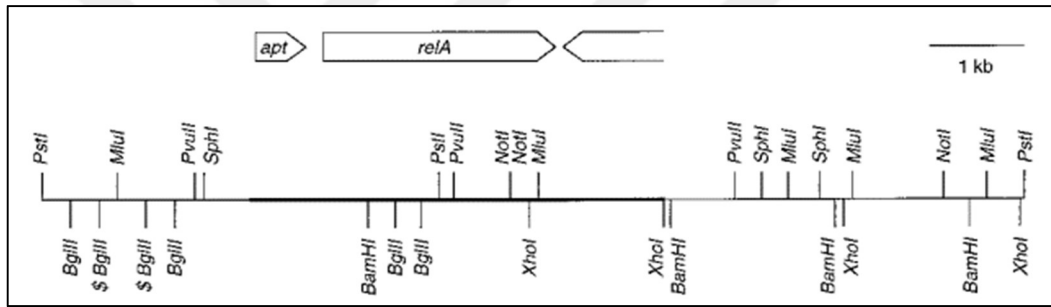 apt relA
1 kb
PstI MluI PvuII SphI PstI PvuII NotI NotI MluI PvuII SphI MluI SphI MluI NotI MluI PstI
BglII $ BglII $ BglII BglII BamHI BglII BglII XhoI XhoI BamHI BamHI XhoI BamHI XhoI